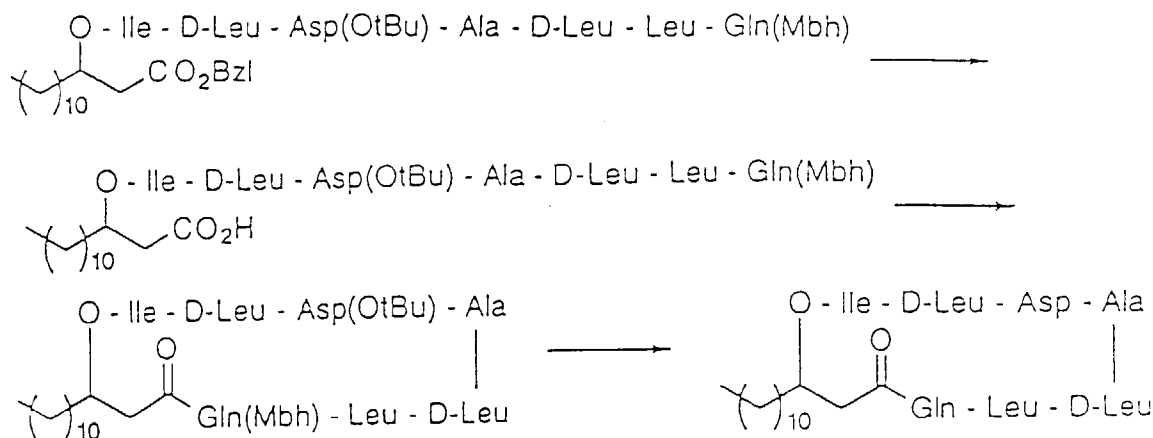 O - Ile - D-Leu - Asp(OtBu) - Ala - D-Leu - Leu - Gln(Mbh)
CO2Bzl
10
O - Ile - D-Leu - Asp(OtBu) - Ala - D-Leu - Leu - Gln(Mbh)
CO2H
10
O - Ile - D-Leu - Asp(OtBu) - Ala
O
10
Gln(Mbh) - Leu - D-Leu
O - Ile - D-Leu - Asp - Ala
O
10
Gln - Leu - D-Leu